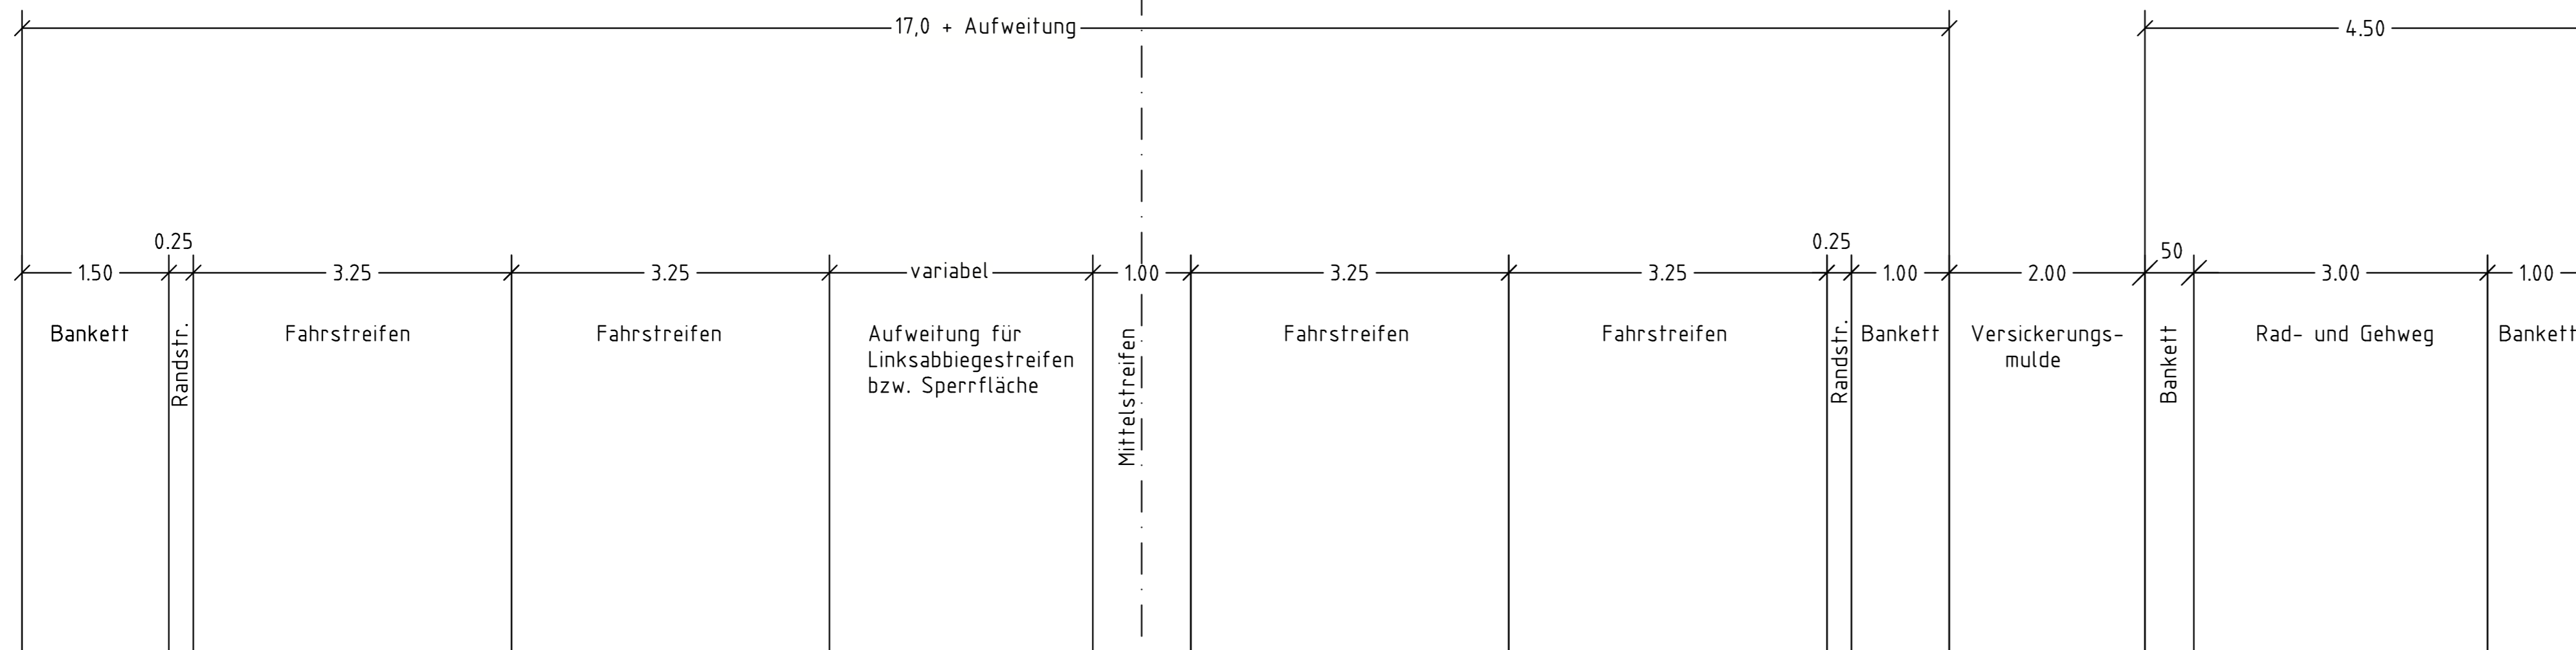 17,0 + Aufweitung
4.50
0.25
0.25
50
1.50
3.25
3.25
variabel
1.00
3.25
3.25
1.00
2.00
3.00
1.00
Bankett
Randstr.
Fahrstreifen
Fahrstreifen
Aufweitung für
Linksabbiegestreifen
bzw. Sperrfläche
Mittelstreifen
Fahrstreifen
Fahrstreifen
Randstr.
Bankett
Versickerungs-
mulde
Bankett
Rad- und Gehweg
Bankett